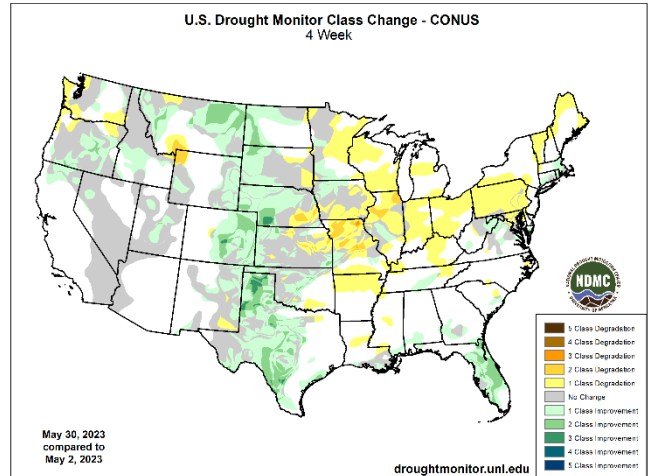 U.S. Drought Monitor Class Change - CONUS
4 Week
NDMC
5 Class Degradation
4 Class Degradation
3 Class Degradation
2 Class Degradation
1 Class Degradation
No Change
1 Class Improvement
2 Class Improvement
3 Class Improvement
4 Class Improvement
5 Class Improvement
May 30, 2023
compared to
May 2, 2023
droughtmonitor.unl.edu